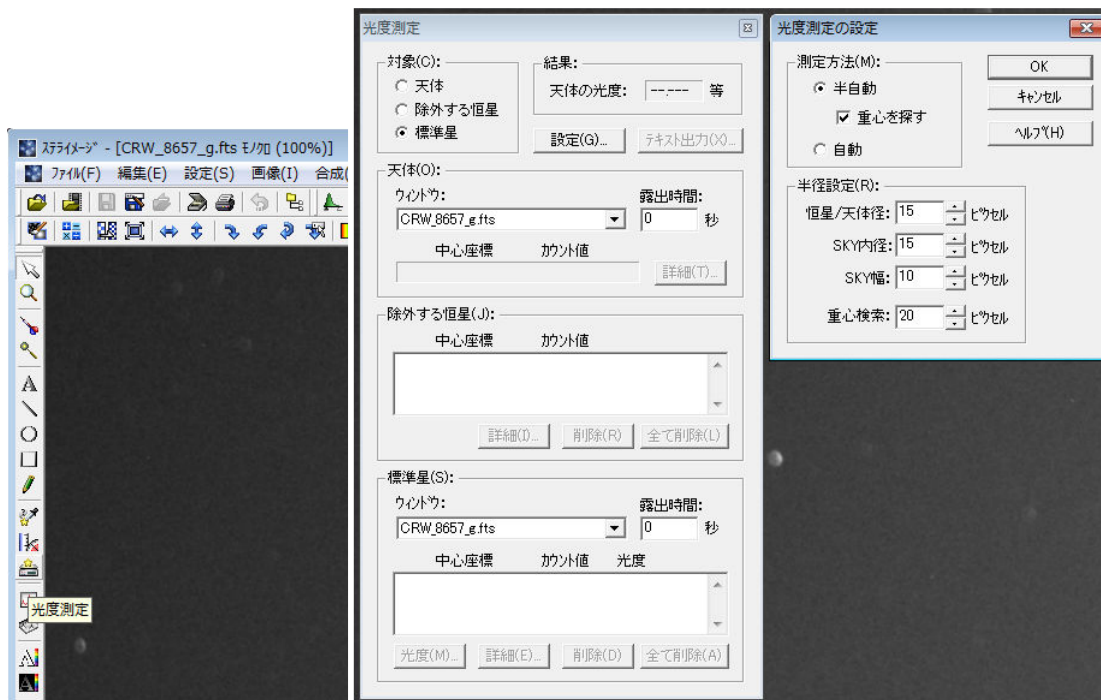 ステライメージ - [CRW_8657_g.fts モノクロ (100%)]
ファイル(F) 編集(E) 設定(S) 画像(I) 合成(
光度測定
光度測定
対象(C):
天体
除外する恒星
標準星
結果:
天体の光度: --.--- 等
設定(G)... テキスト出力(X)...
天体(O):
ウィンドウ: 露出時間:
CRW_8657_g.fts 0 秒
中心座標 カウント値
詳細(T)...
除外する恒星(J):
中心座標 カウント値
詳細(I)... 削除(R) 全て削除(L)
標準星(S):
ウィンドウ: 露出時間:
CRW_8657_g.fts 0 秒
中心座標 カウント値 光度
光度(M)... 詳細(E)... 削除(D) 全て削除(A)
光度測定の設定
測定方法(M):
半自動
重心を探す
自動
OK
キャンセル
ヘルプ(H)
半径設定(R):
恒星/天体径: 15 ピクセル
SKY内径: 15 ピクセル
SKY幅: 10 ピクセル
重心検索: 20 ピクセル